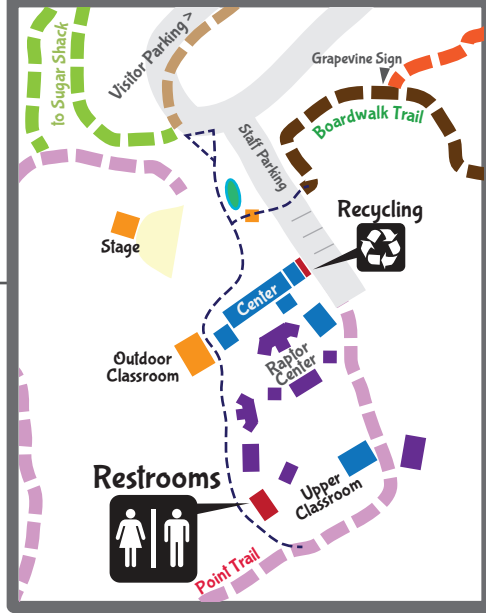 to Sugar Shack
Visitor Parking >
Grapevine Sign
Boardwalk Trail
Staff Parking
Recycling
Stage
Center
Outdoor
Classroom
Raptor
Center
Restrooms
Upper
Classroom
Point Trail